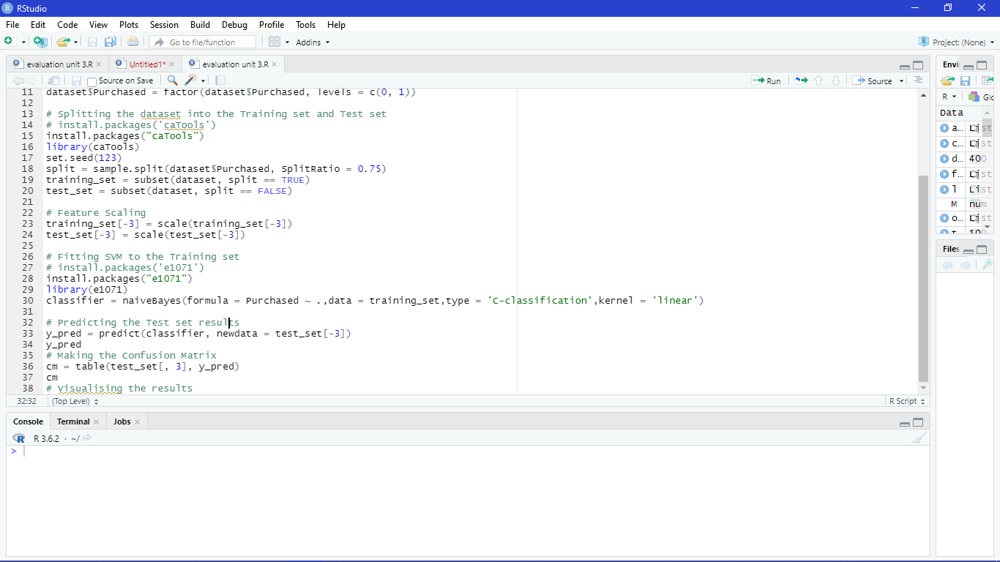 RStudio
File Edit Code View Plots Session Build Debug Profile Tools Help
Go to file/function Addins Project: (None)
evaluation unit 3.R Untitled1* evaluation unit 3.R
Source on Save Run Source
11 dataset$Purchased = factor(dataset$Purchased, levels = c(0, 1))
12
13 # Splitting the dataset into the Training set and Test set
14 # install.packages('caTools')
15 install.packages("caTools")
16 library(caTools)
17 set.seed(123)
18 split = sample.split(dataset$Purchased, SplitRatio = 0.75)
19 training_set = subset(dataset, split == TRUE)
20 test_set = subset(dataset, split == FALSE)
21
22 # Feature Scaling
23 training_set[-3] = scale(training_set[-3])
24 test_set[-3] = scale(test_set[-3])
25
26 # Fitting SVM to the Training set
27 # install.packages('e1071')
28 install.packages("e1071")
29 library(e1071)
30 classifier = naiveBayes(formula = Purchased ~ .,data = training_set,type = 'C-classification',kernel = 'linear')
31
32 # Predicting the Test set results
33 y_pred = predict(classifier, newdata = test_set[-3])
34 y_pred
35 # Making the Confusion Matrix
36 cm = table(test_set[, 3], y_pred)
37 cm
38 # Visualising the results
32:32 (Top Level) R Script
Console Terminal Jobs
R 3.6.2 · ~/
>
Envi
R Glo
Data
a... List
c... List
d... 400
f... List
l List
M num
o... List
Files